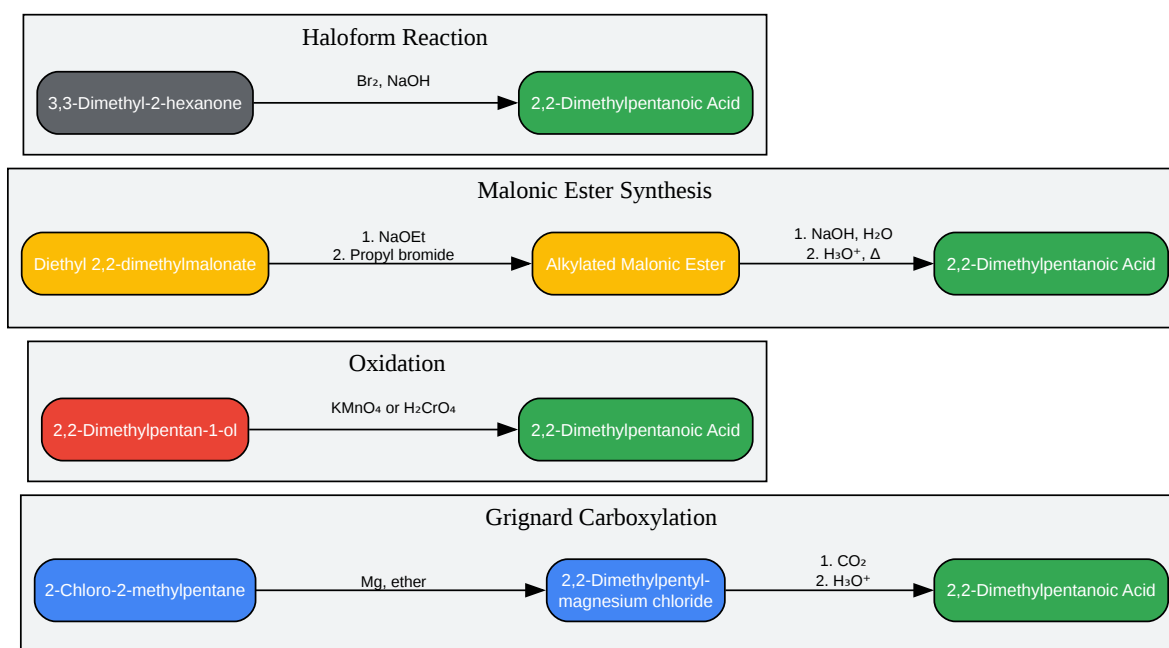 Haloform Reaction
3,3-Dimethyl-2-hexanone
Br₂, NaOH
2,2-Dimethylpentanoic Acid
Malonic Ester Synthesis
Diethyl 2,2-dimethylmalonate
1. NaOEt
2. Propyl bromide
Alkylated Malonic Ester
1. NaOH, H₂O
2. H₃O⁺, Δ
2,2-Dimethylpentanoic Acid
Oxidation
2,2-Dimethylpentan-1-ol
KMnO₄ or H₂CrO₄
2,2-Dimethylpentanoic Acid
Grignard Carboxylation
2-Chloro-2-methylpentane
Mg, ether
2,2-Dimethylpentyl-
magnesium chloride
1. CO₂
2. H₃O⁺
2,2-Dimethylpentanoic Acid